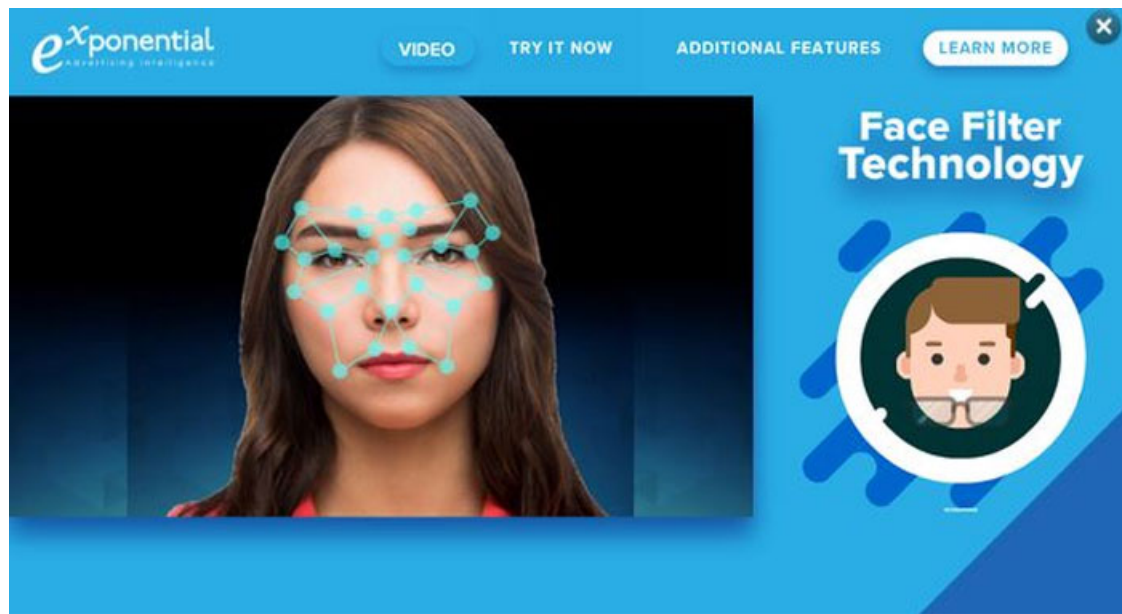 exponential
Advertising Intelligence
VIDEO
TRY IT NOW
ADDITIONAL FEATURES
LEARN MORE
Face Filter
Technology